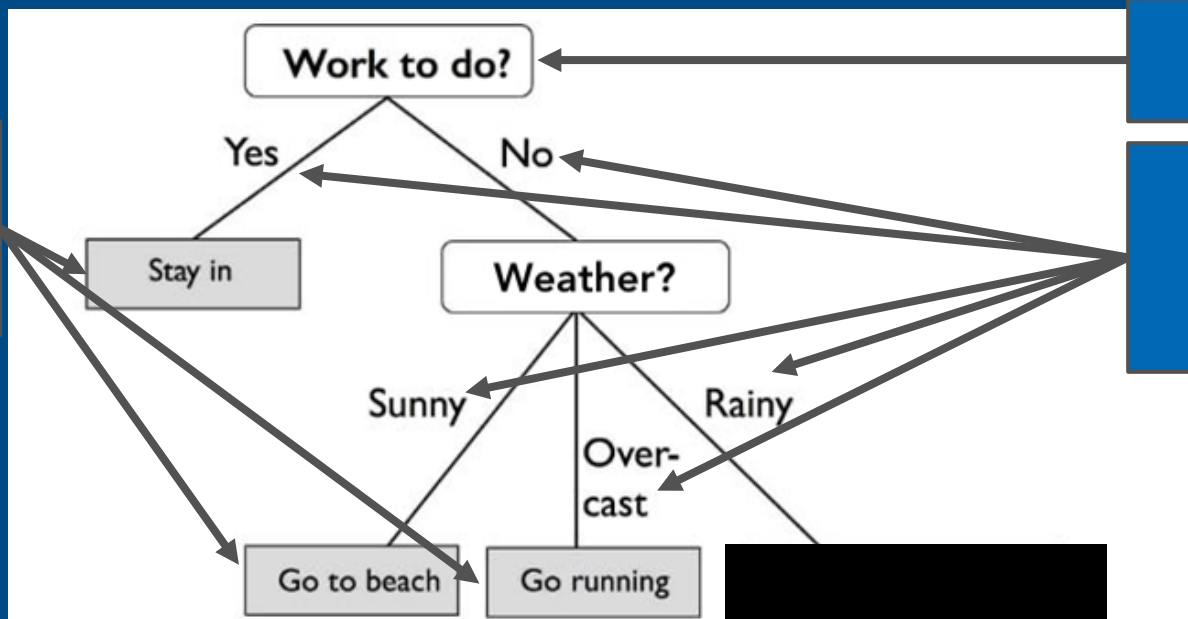 Work to do?
Yes
No
Stay in
Weather?
Sunny
Rainy
Over-
cast
Go to beach
Go running